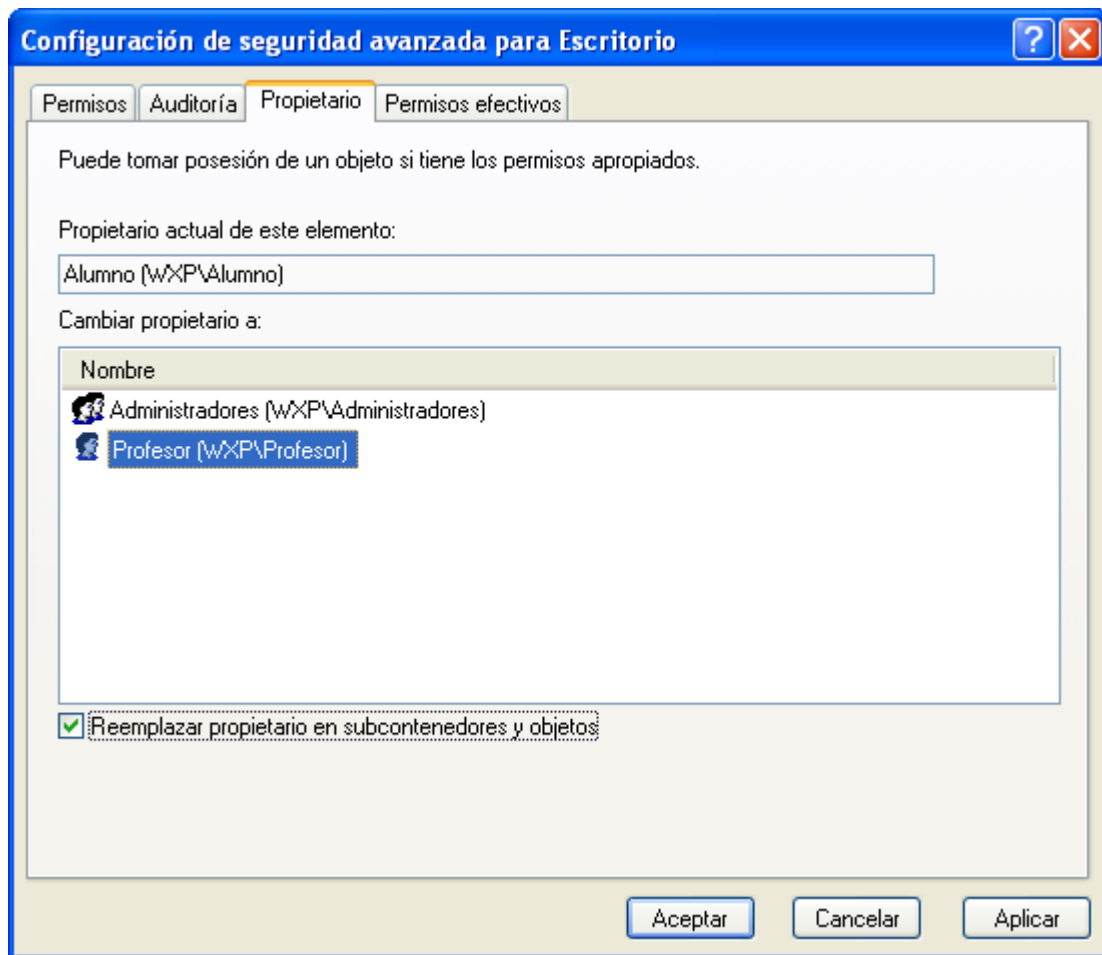 Configuración de seguridad avanzada para Escritorio
Permisos Auditoría Propietario Permisos efectivos
Puede tomar posesión de un objeto si tiene los permisos apropiados.
Propietario actual de este elemento:
Alumno (WXP\Alumno)
Cambiar propietario a:
Nombre
Administradores (WXP\Administradores)
Profesor (WXP\Profesor)
Reemplazar propietario en subcontenedores y objetos
Aceptar Cancelar Aplicar